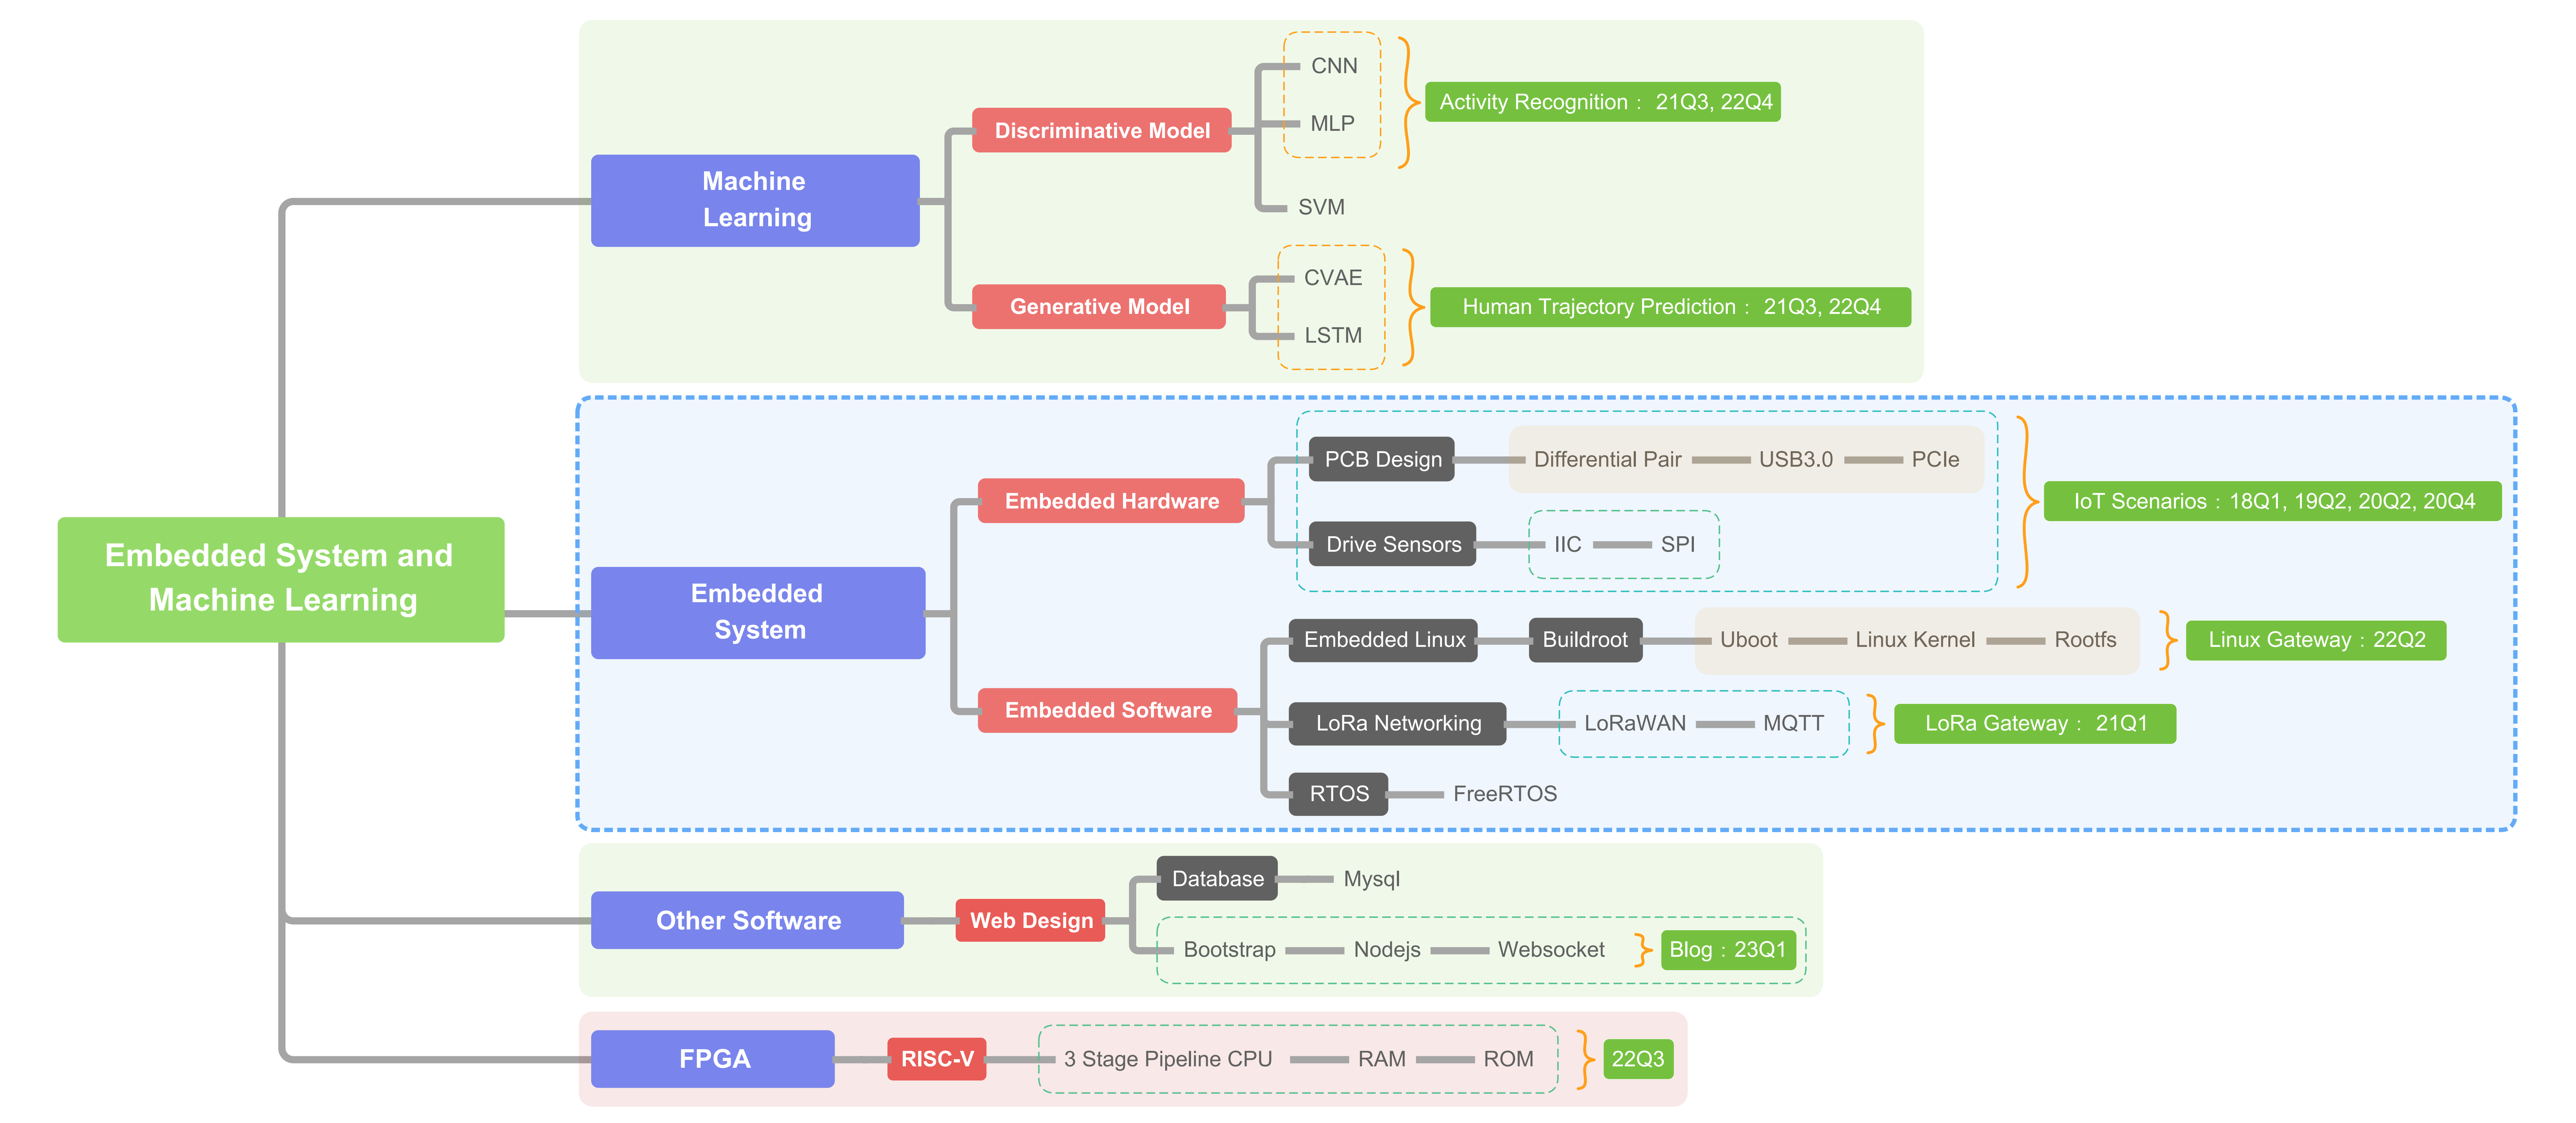 Embedded System and
Machine Learning
Machine
Learning
Discriminative Model
CNN
MLP
SVM
Activity Recognition： 21Q3, 22Q4
Generative Model
CVAE
LSTM
Human Trajectory Prediction： 21Q3, 22Q4
Embedded
System
Embedded Hardware
PCB Design
Differential Pair
USB3.0
PCIe
Drive Sensors
IIC
SPI
IoT Scenarios：18Q1, 19Q2, 20Q2, 20Q4
Embedded Software
Embedded Linux
Buildroot
Uboot
Linux Kernel
Rootfs
Linux Gateway：22Q2
LoRa Networking
LoRaWAN
MQTT
LoRa Gateway： 21Q1
RTOS
FreeRTOS
Other Software
Web Design
Database
Mysql
Bootstrap
Nodejs
Websocket
Blog：23Q1
FPGA
RISC-V
3 Stage Pipeline CPU
RAM
ROM
22Q3